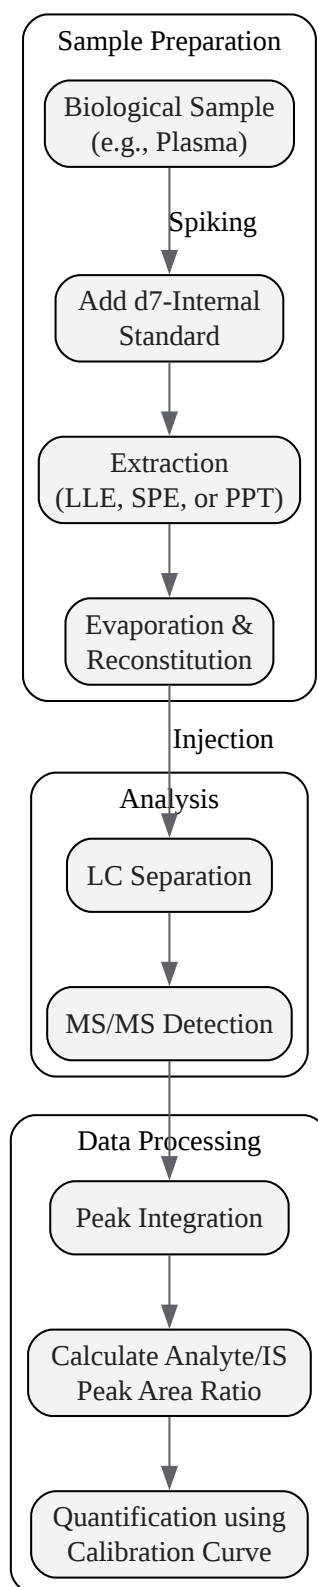 Sample Preparation
Biological Sample
(e.g., Plasma)
Spiking
Add d7-Internal
Standard
Extraction
(LLE, SPE, or PPT)
Evaporation &
Reconstitution
Injection
Analysis
LC Separation
MS/MS Detection
Data Processing
Peak Integration
Calculate Analyte/IS
Peak Area Ratio
Quantification using
Calibration Curve